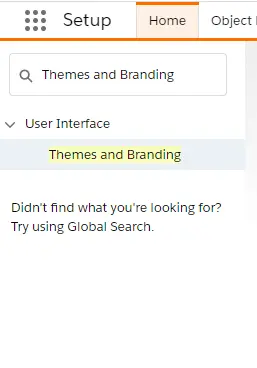 Setup
Home
Object
Themes and Branding
User Interface
Themes and Branding
Didn't find what you're looking for?
Try using Global Search.